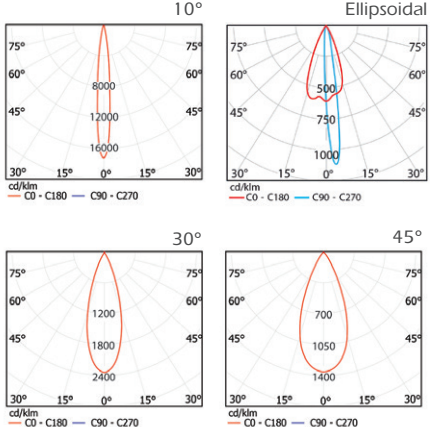 10°
75° 75°
60° 60°
8000
45° 12000 45°
16000
30° 15° 0° 15° 30°
cd/klm
C0 - C180 C90 - C270
Ellipsoidal
75° 75°
60° 60°
500
45° 750 45°
1000
30° 15° 0° 15° 30°
cd/klm
C0 - C180 C90 - C270
30°
75° 75°
60° 60°
1200
45° 1800 45°
2400
30° 15° 0° 15° 30°
cd/klm
C0 - C180 C90 - C270
45°
75° 75°
60° 60°
700
45° 1050 45°
1400
30° 15° 0° 15° 30°
cd/klm
C0 - C180 C90 - C270